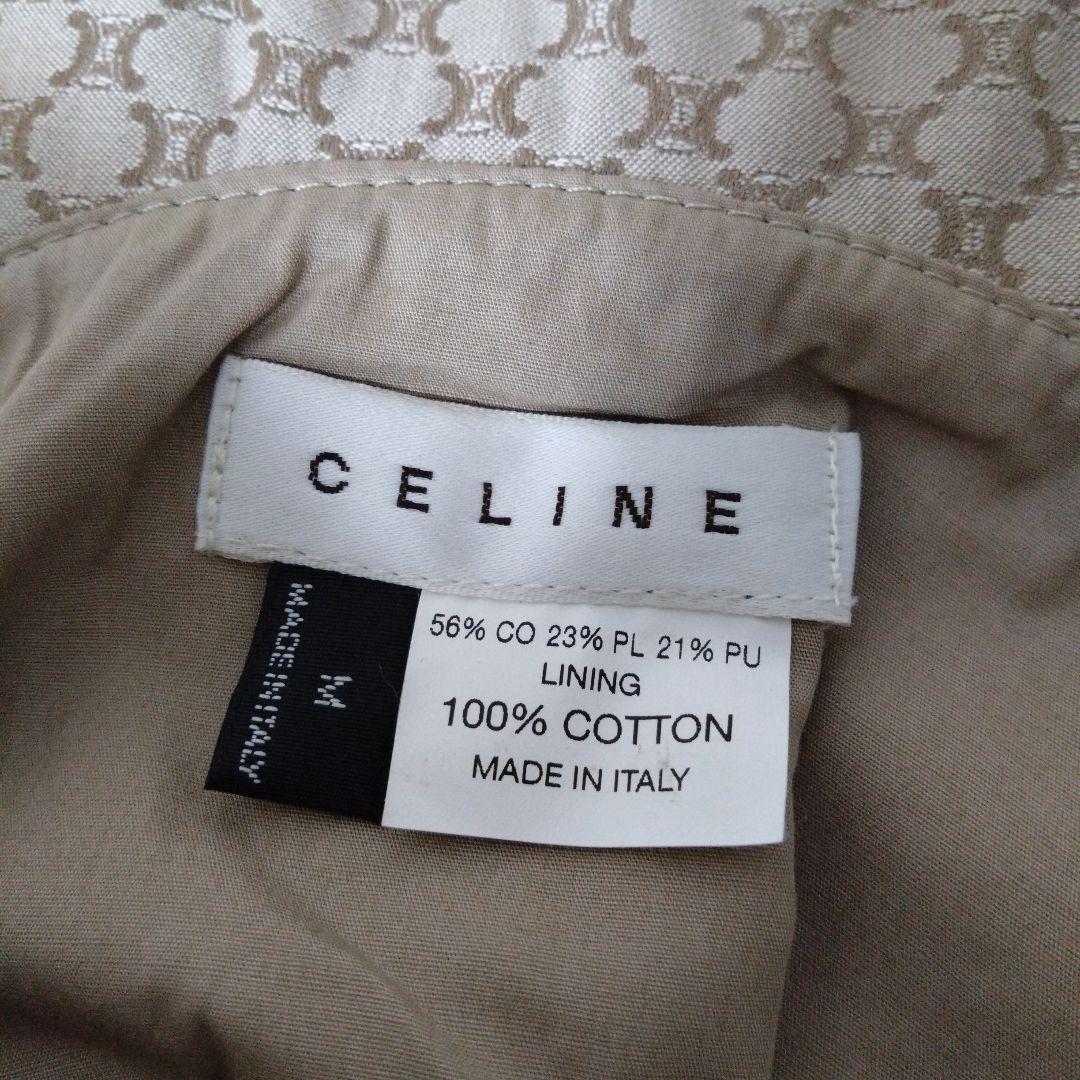 CELINE
MADE IN ITALY
M
56% CO 23% PL 21% PU
LINING
100% COTTON
MADE IN ITALY